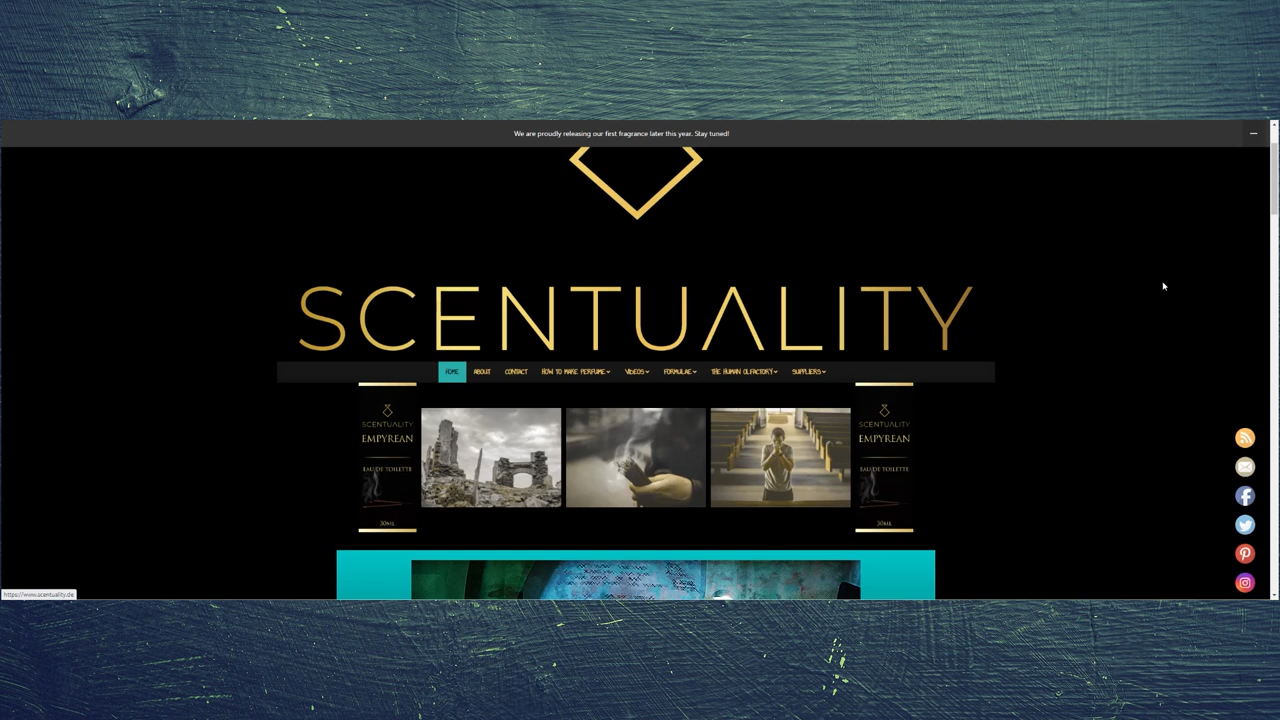 We are proudly releasing our first fragrance later this year. Stay tuned!
SCENTUALITY
HOME ABOUT CONTACT HOW TO MAKE PERFUME VIDEOS FORMULAE THE HUMAN OLFACTORY SUPPLIERS
SCENTUALITY
EMPYREAN
EAU DE TOILETTE
30ML
SCENTUALITY
EMPYREAN
EAU DE TOILETTE
30ML
https://www.scentuality.de